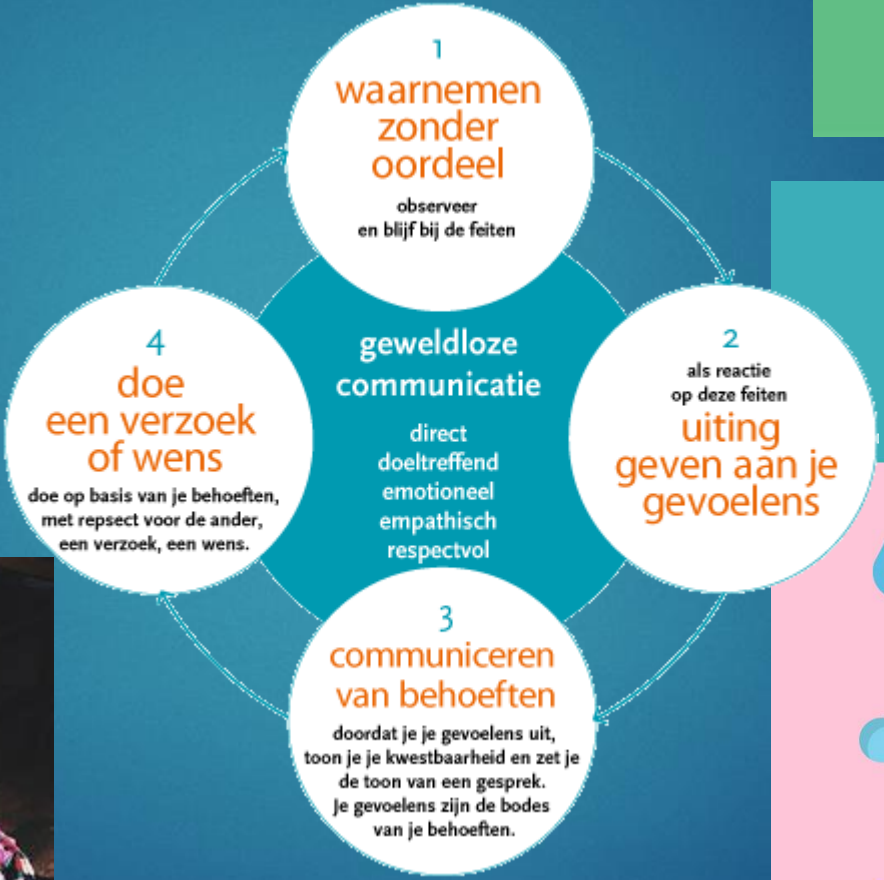 1
waarnemen
zonder
oordeel
observeer
en blijf bij de feiten
geweldloze
communicatie
direct
doeltreffend
emotioneel
empathisch
respectvol
2
als reactie
op deze feiten
uiting
geven aan je
gevoelens
3
communiceren
van behoeften
doordat je je gevoelens uit,
toon je je kwestbaarheid en zet je
de toon van een gesprek.
Je gevoelens zijn de bodes
van je behoeften.
4
doe
een verzoek
of wens
doe op basis van je behoeften,
met repsect voor de ander,
een verzoek, een wens.